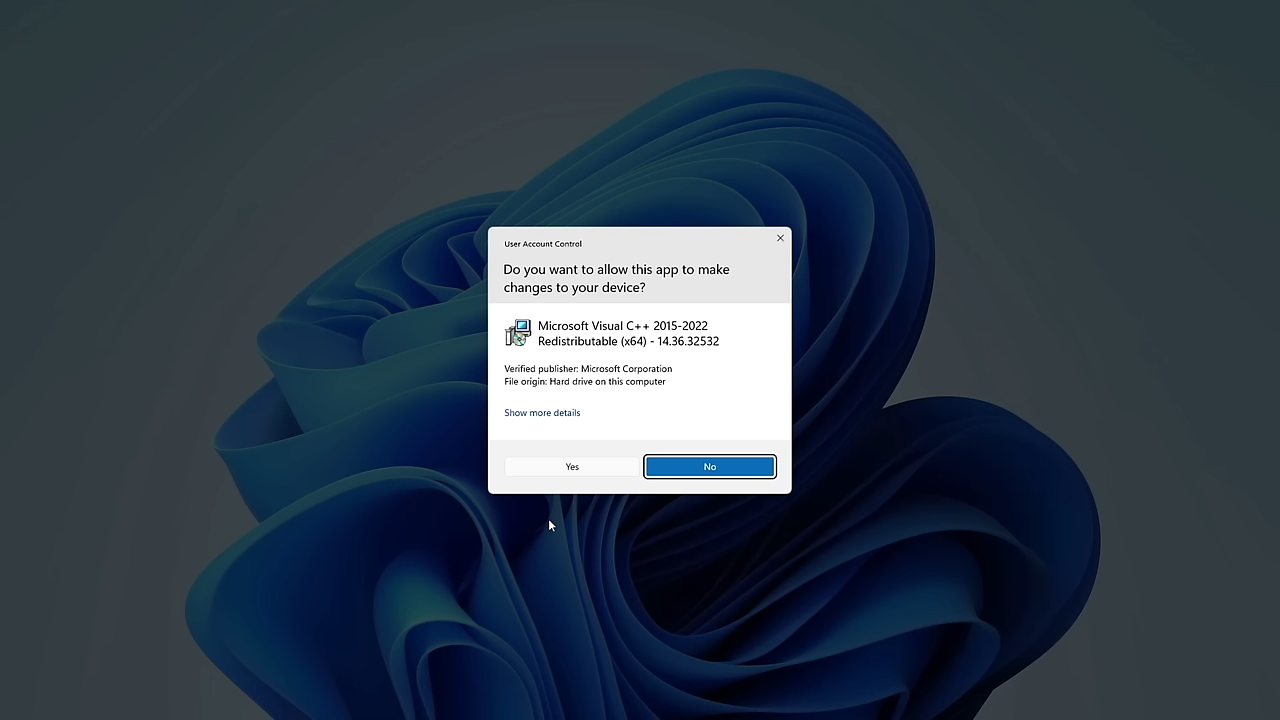 User Account Control
Do you want to allow this app to make
changes to your device?
Microsoft Visual C++ 2015-2022
Redistributable (x64) - 14.36.32532
Verified publisher: Microsoft Corporation
File origin: Hard drive on this computer
Show more details
Yes
No